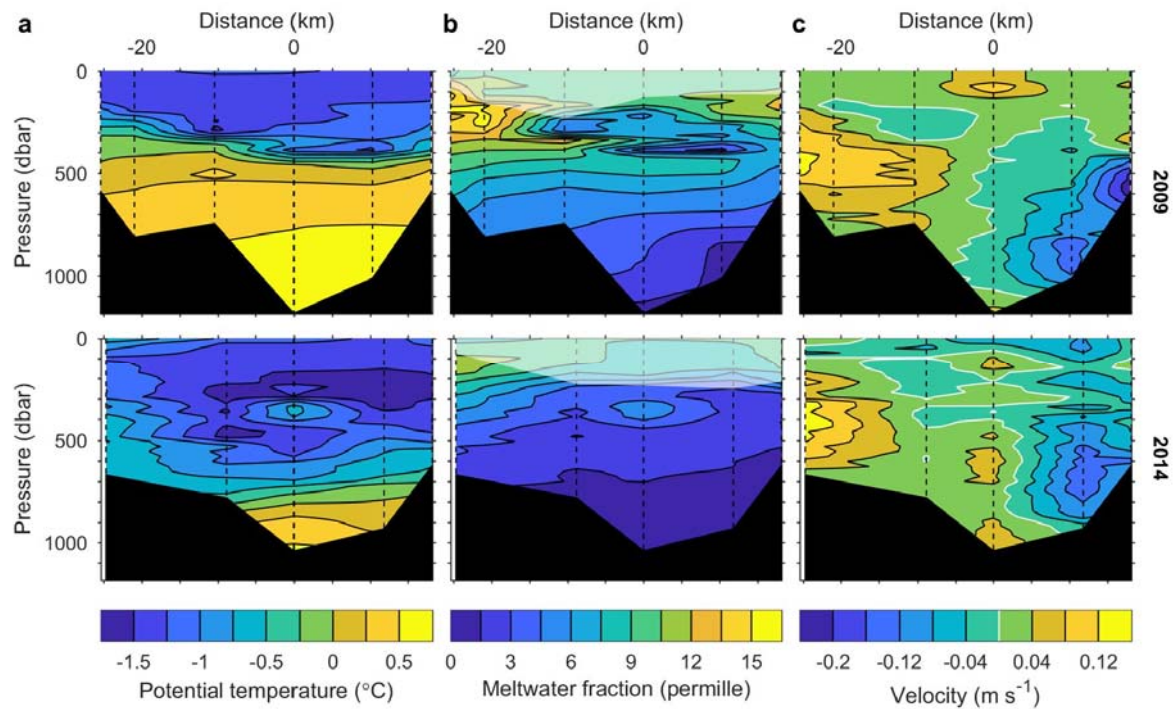 a Distance (km) b Distance (km) c Distance (km)
-20 0 -20 0 -20 0
0
500
1000
Pressure (dbar)
2009
0
500
1000
Pressure (dbar)
2014
-1.5 -1 -0.5 0 0.5 0 3 6 9 12 15 -0.2 -0.12 -0.04 0.04 0.12
Potential temperature (°C) Meltwater fraction (permille) Velocity (m s⁻¹)